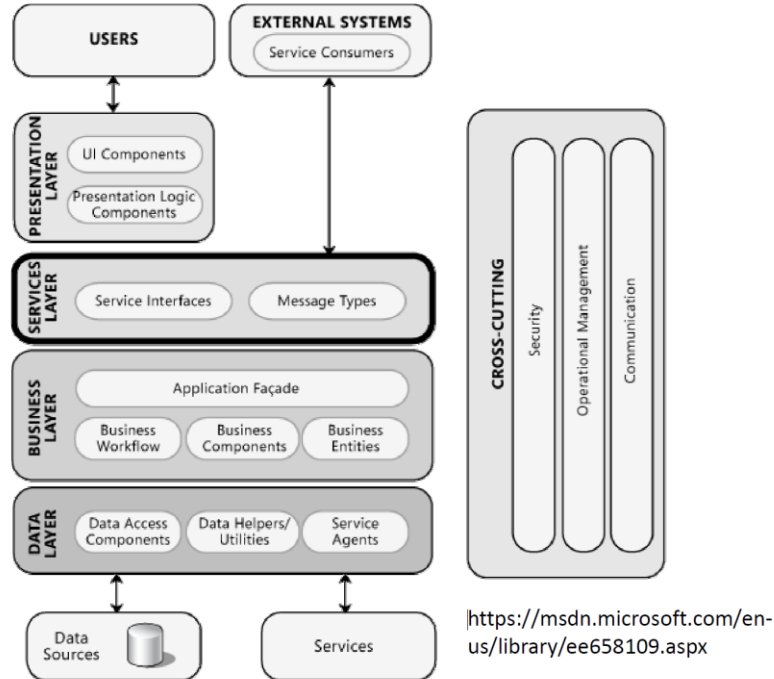 USERS
EXTERNAL SYSTEMS
Service Consumers
PRESENTATION
LAYER
UI Components
Presentation Logic
Components
SERVICES
LAYER
Service Interfaces
Message Types
BUSINESS
LAYER
Application Façade
Business
Workflow
Business
Components
Business
Entities
DATA
LAYER
Data Access
Components
Data Helpers/
Utilities
Service
Agents
Data
Sources
Services
CROSS-CUTTING
Security
Operational Management
Communication
https://msdn.microsoft.com/en-
us/library/ee658109.aspx